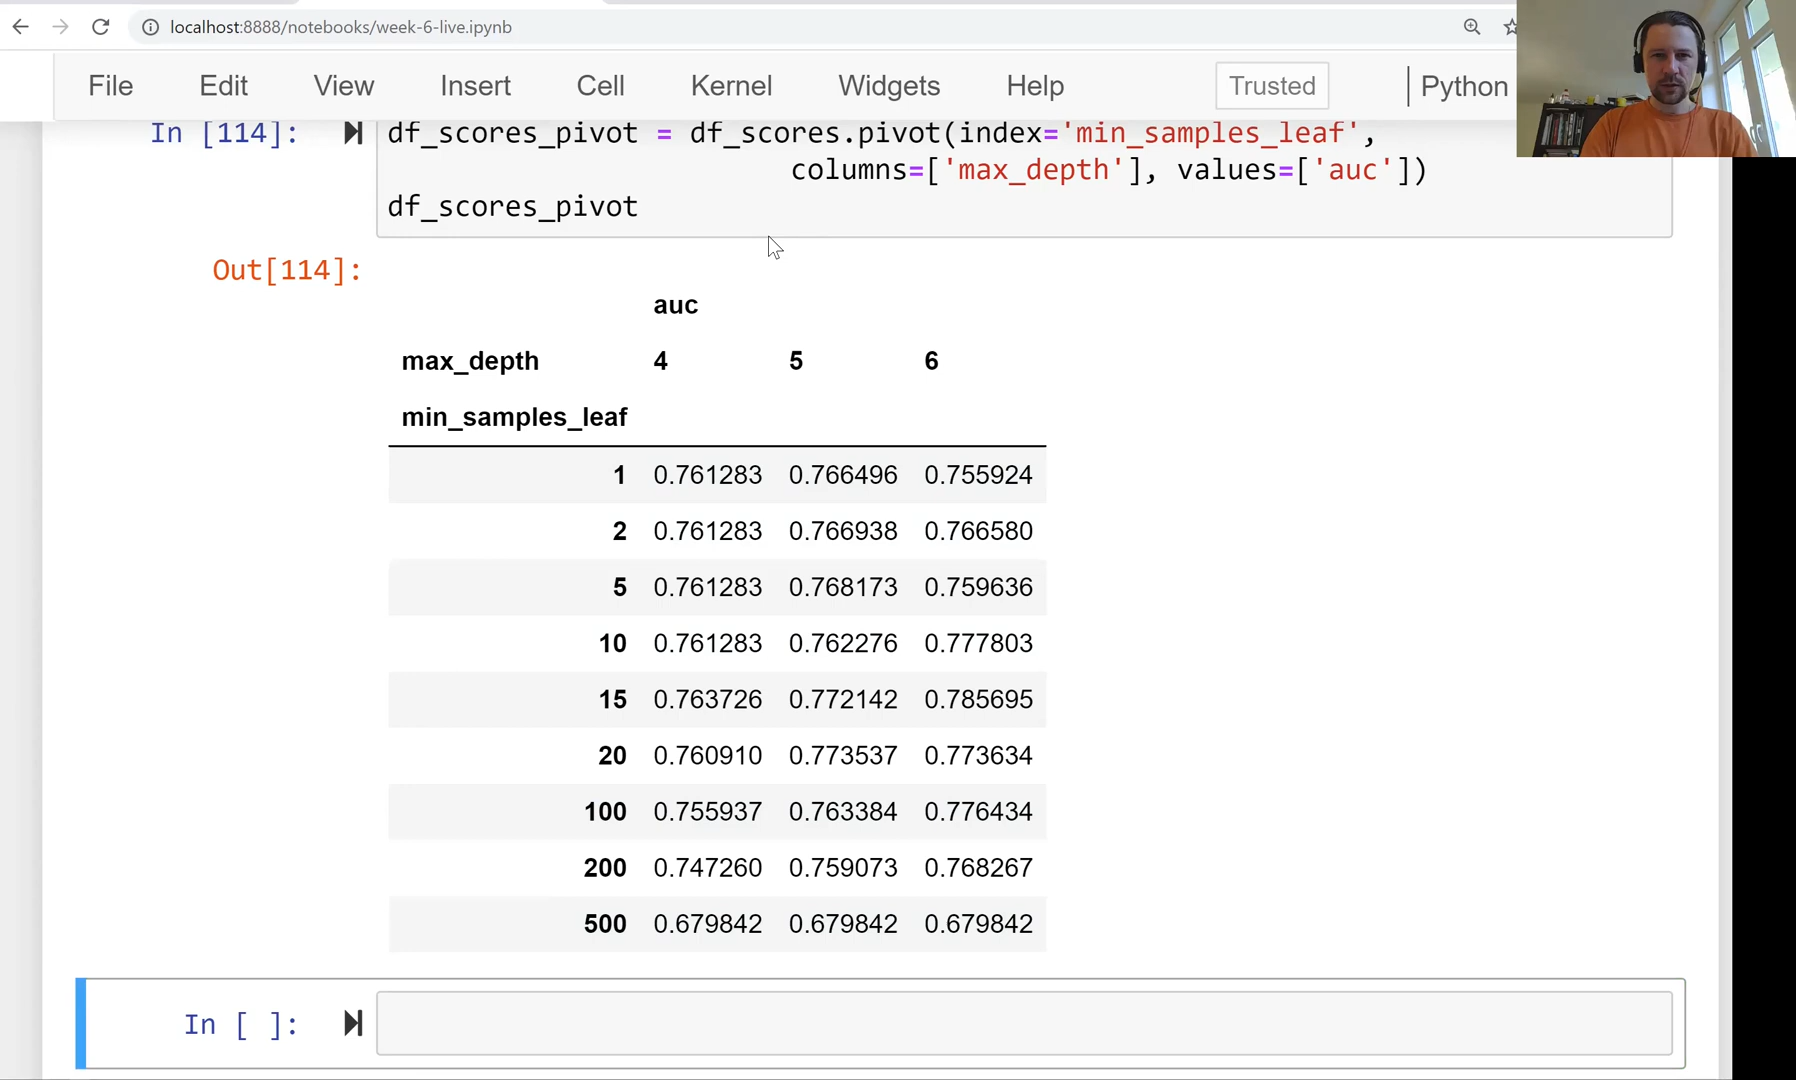 localhost:8888/notebooks/week-6-live.ipynb
File Edit View Insert Cell Kernel Widgets Help Trusted Python
In [114]: df_scores_pivot = df_scores.pivot(index='min_samples_leaf',
columns=['max_depth'], values=['auc'])
df_scores_pivot
Out[114]:
auc
max_depth 4 5 6
min_samples_leaf
1 0.761283 0.766496 0.755924
2 0.761283 0.766938 0.766580
5 0.761283 0.768173 0.759636
10 0.761283 0.762276 0.777803
15 0.763726 0.772142 0.785695
20 0.760910 0.773537 0.773634
100 0.755937 0.763384 0.776434
200 0.747260 0.759073 0.768267
500 0.679842 0.679842 0.679842
In [ ]: